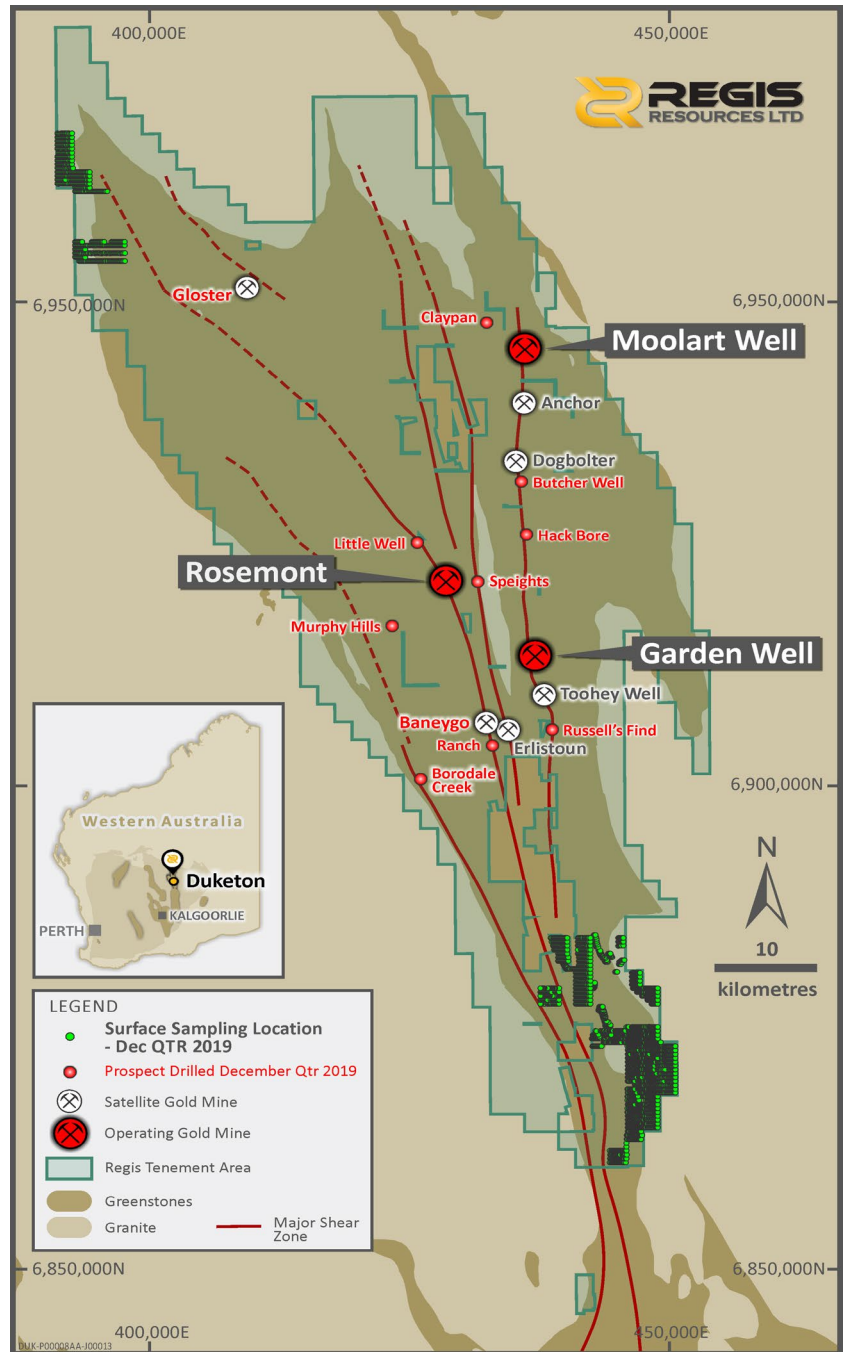 400,000E
450,000E
REGIS
RESOURCES LTD
6,950,000N
6,950,000N
Gloster
Claypan
Moolart Well
Anchor
Dogbolter
Butcher Well
Hack Bore
Little Well
Rosemont
Speights
Murphy Hills
Garden Well
Toohey Well
Baneygo
Russell's Find
Ranch
Erlistoun
Borodale
Creek
6,900,000N
Western Australia
Duketon
KALGOORLIE
PERTH
N
10
kilometres
LEGEND
Surface Sampling Location
- Dec QTR 2019
Prospect Drilled December Qtr 2019
Satellite Gold Mine
Operating Gold Mine
Regis Tenement Area
Greenstones
Granite
Major Shear
Zone
6,850,000N
6,850,000N
400,000E
450,000E
DUK-P00008AA-J00013